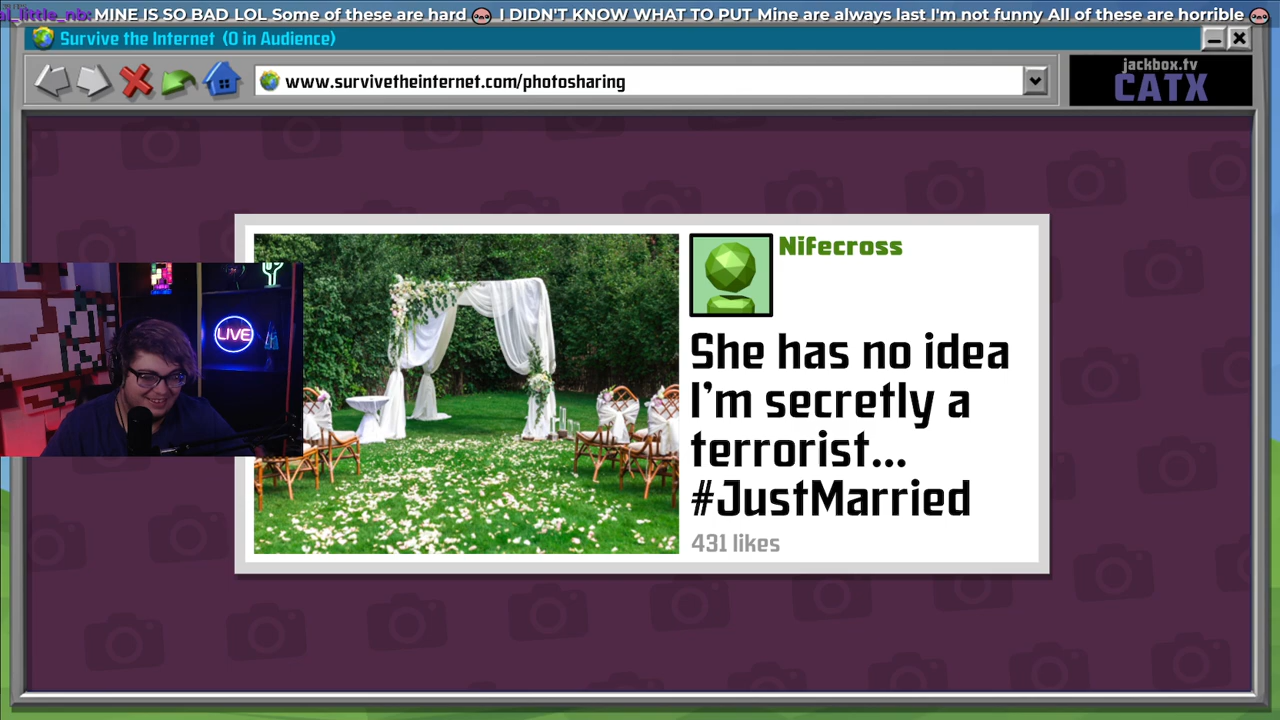 al_little_nb: MINE IS SO BAD LOL Some of these are hard I DIDN'T KNOW WHAT TO PUT Mine are always last I'm not funny All of these are horrible
Survive the Internet (0 in Audience)
www.survivetheinternet.com/photosharing
jackbox.tv
CATX
Nifecross
LIVE
She has no idea
I'm secretly a
terrorist...
#JustMarried
431 likes